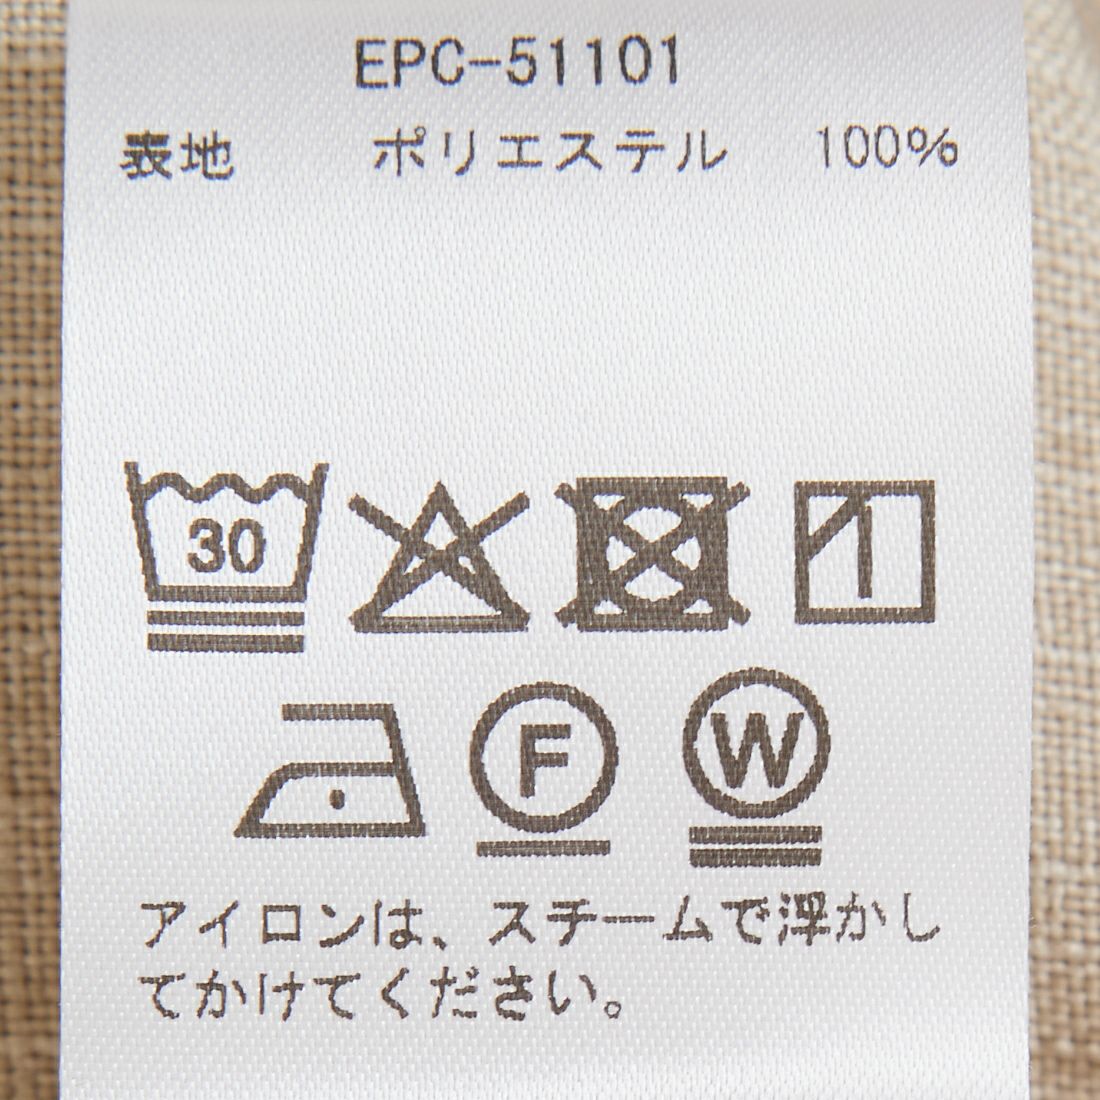 EPC-51101
表地 ポリエステル 100%
30
F W
アイロンは、スチームで浮かし
てかけてください。